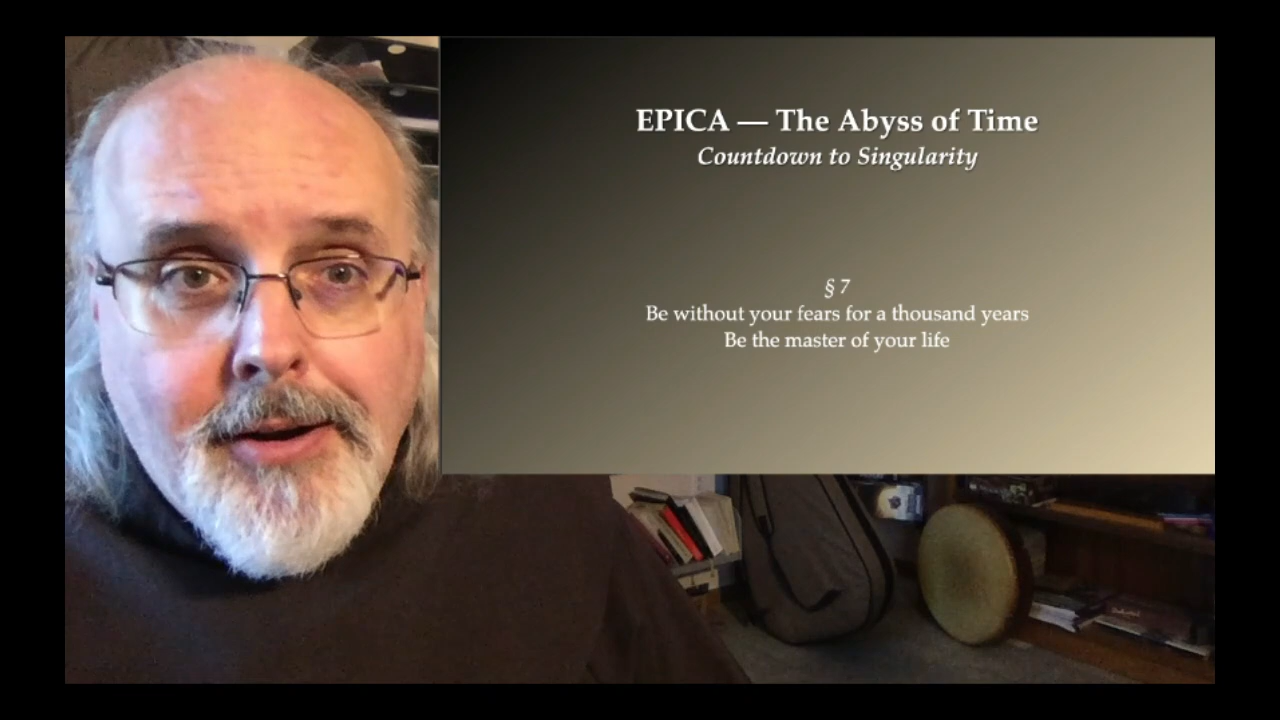 EPICA — The Abyss of Time
Countdown to Singularity
§ 7
Be without your fears for a thousand years
Be the master of your life